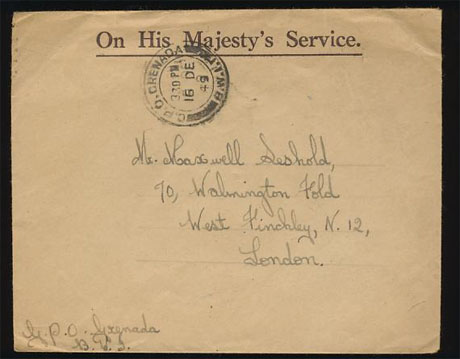 On His Majesty's Service.
G.P.O. GRENADA B.W.I.
3:30 PM
16 DE
49
Mr. Maxwell Seshold,
70, Walmington Fold
West Finchley, N. 12,
London.
G. P. O. Grenada
B. W. I.